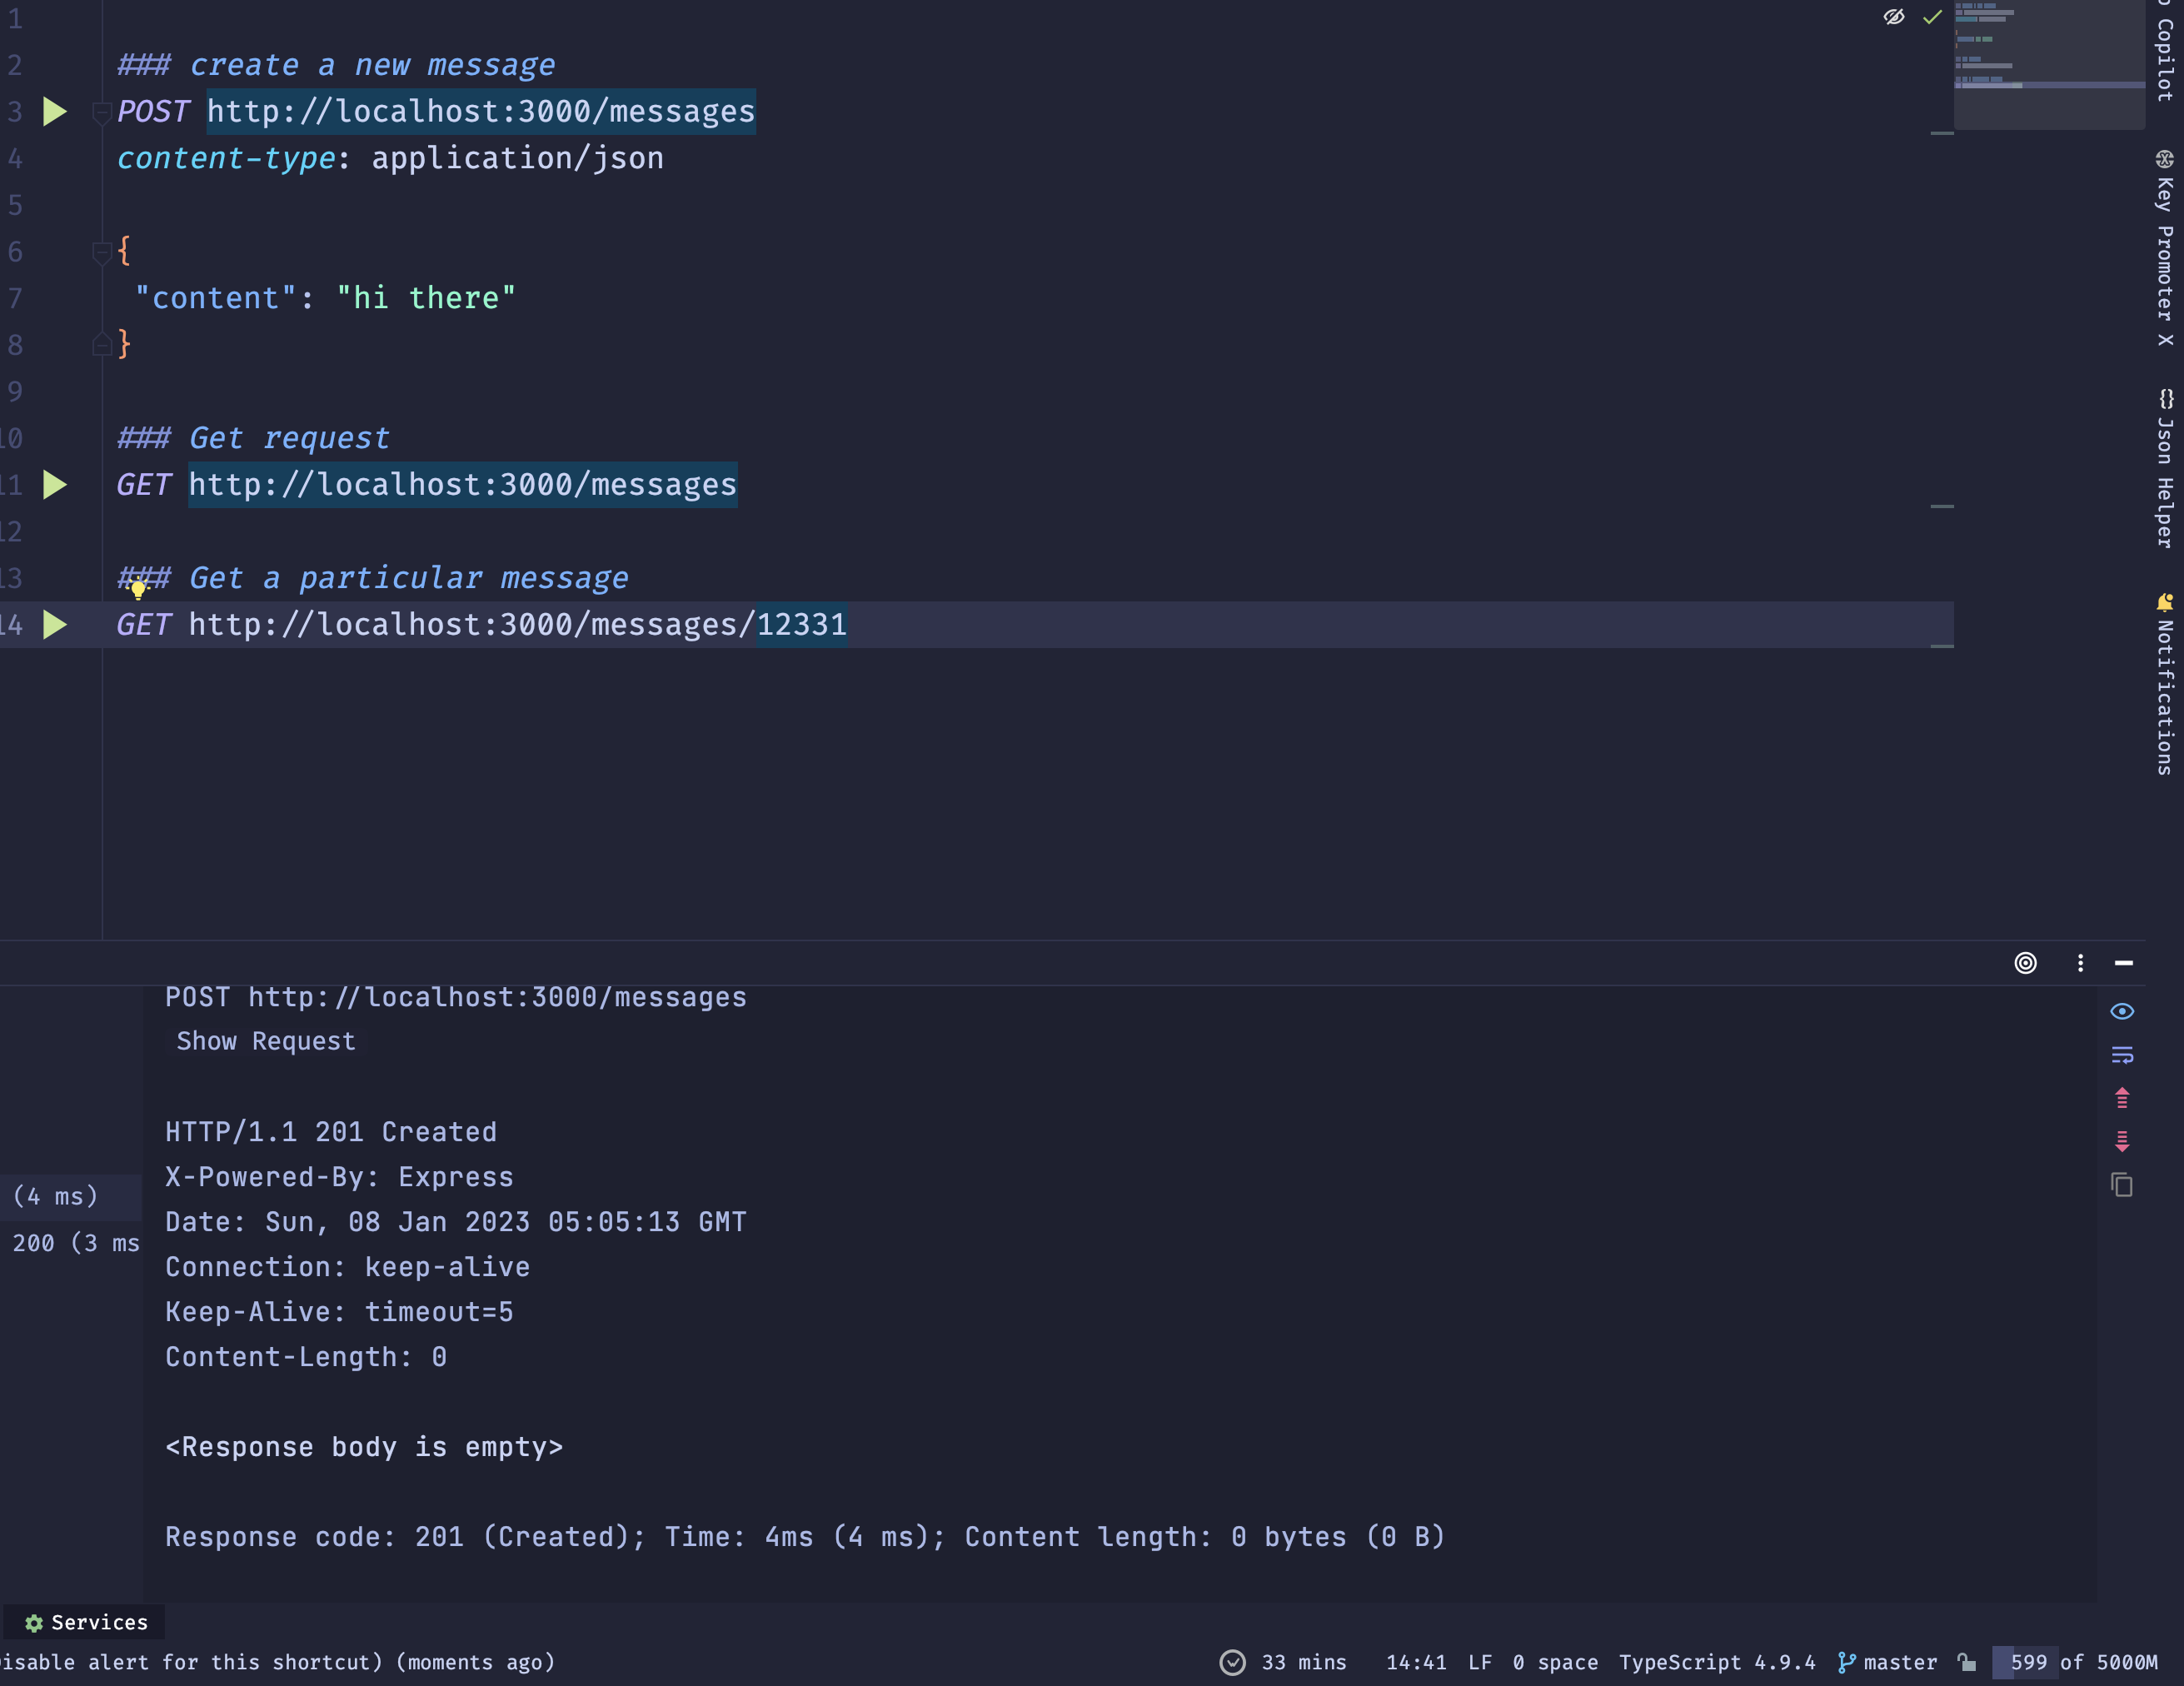 1
2 ### create a new message
3 POST http://localhost:3000/messages
4 content-type: application/json
5
6 {
7 "content": "hi there"
8 }
9
10 ### Get request
11 GET http://localhost:3000/messages
12
13 ### Get a particular message
14 GET http://localhost:3000/messages/12331
Copilot
Key Promoter X
{} Json Helper
Notifications
POST http://localhost:3000/messages
Show Request
HTTP/1.1 201 Created
X-Powered-By: Express
(4 ms)
Date: Sun, 08 Jan 2023 05:05:13 GMT
200 (3 ms
Connection: keep-alive
Keep-Alive: timeout=5
Content-Length: 0
<Response body is empty>
Response code: 201 (Created); Time: 4ms (4 ms); Content length: 0 bytes (0 B)
Services
isable alert for this shortcut) (moments ago) 33 mins 14:41 LF 0 space TypeScript 4.9.4 master 599 of 5000M